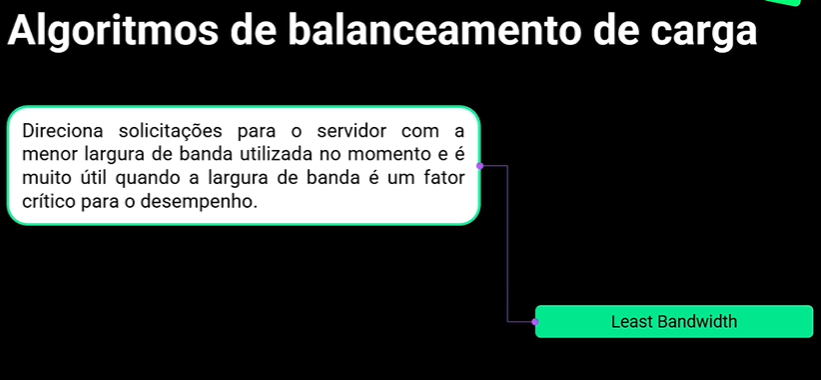 Algoritmos de balanceamento de carga
Direciona solicitações para o servidor com a
menor largura de banda utilizada no momento e é
muito útil quando a largura de banda é um fator
crítico para o desempenho.
Least Bandwidth